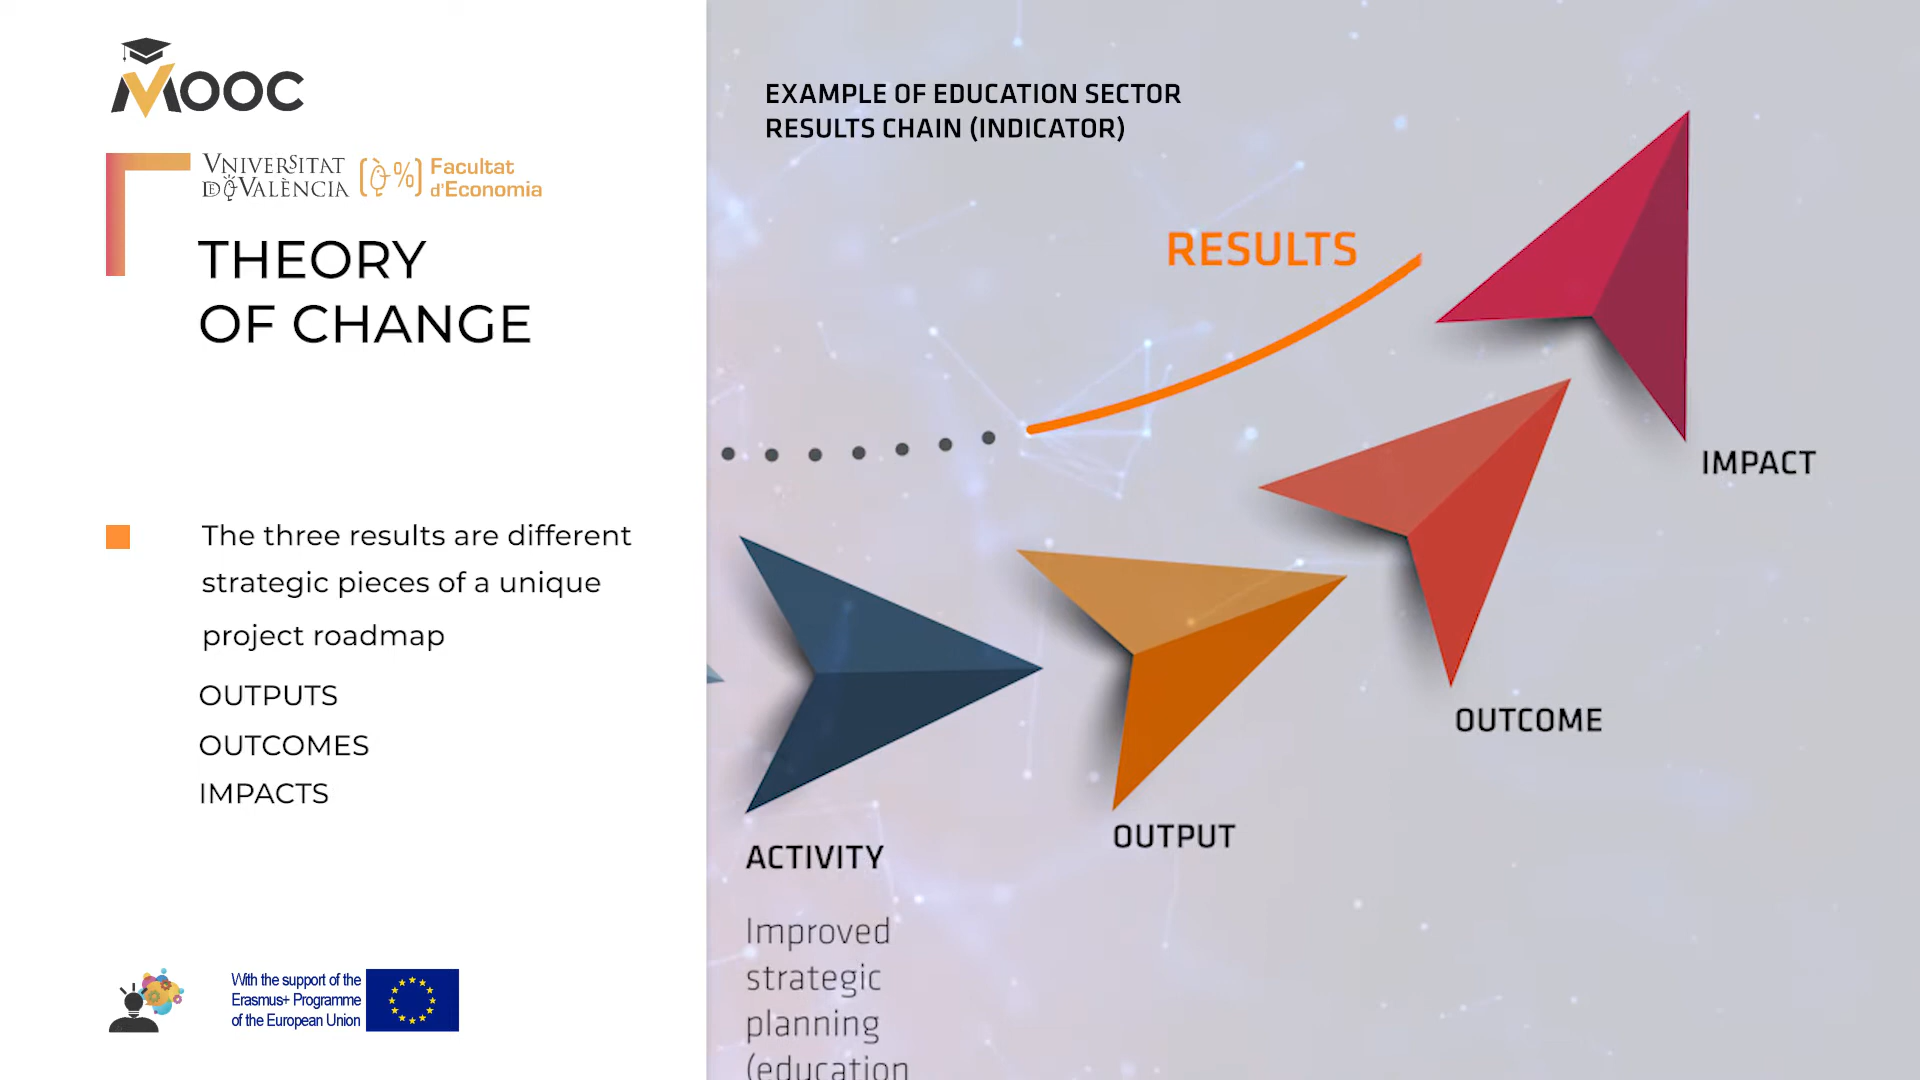 MOOC
VNIVERSITAT
DE VALÈNCIA
[%] Facultat
d'Economia
THEORY
OF CHANGE
The three results are different
strategic pieces of a unique
project roadmap
OUTPUTS
OUTCOMES
IMPACTS
With the support of the
Erasmus+ Programme
of the European Union
EXAMPLE OF EDUCATION SECTOR
RESULTS CHAIN (INDICATOR)
RESULTS
IMPACT
OUTCOME
OUTPUT
ACTIVITY
Improved
strategic
planning
(education